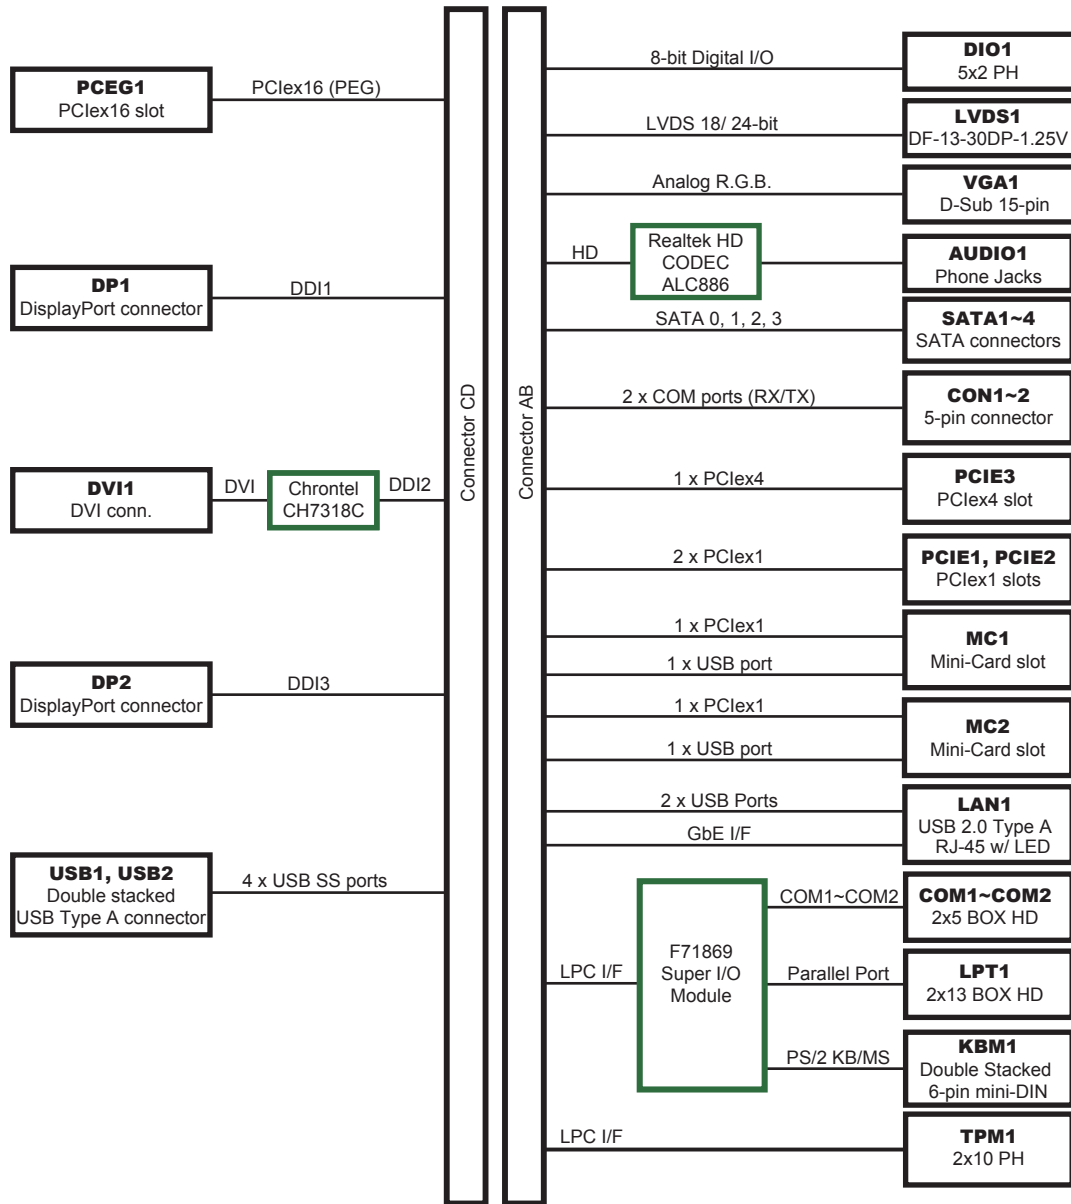 PCEG1
PCIex16 slot
PCIex16 (PEG)
DP1
DisplayPort connector
DDI1
DVI1
DVI conn.
DVI
Chrontel
CH7318C
DDI2
DP2
DisplayPort connector
DDI3
USB1, USB2
Double stacked
USB Type A connector
4 x USB SS ports
Connector CD
Connector AB
8-bit Digital I/O
DIO1
5x2 PH
LVDS 18/ 24-bit
LVDS1
DF-13-30DP-1.25V
Analog R.G.B.
VGA1
D-Sub 15-pin
HD
Realtek HD
CODEC
ALC886
AUDIO1
Phone Jacks
SATA 0, 1, 2, 3
SATA1~4
SATA connectors
2 x COM ports (RX/TX)
CON1~2
5-pin connector
1 x PCIex4
PCIE3
PCIex4 slot
2 x PCIex1
PCIE1, PCIE2
PCIex1 slots
1 x PCIex1
1 x USB port
MC1
Mini-Card slot
1 x PCIex1
1 x USB port
MC2
Mini-Card slot
2 x USB Ports
GbE I/F
LAN1
USB 2.0 Type A
RJ-45 w/ LED
LPC I/F
F71869
Super I/O
Module
COM1~COM2
COM1~COM2
2x5 BOX HD
Parallel Port
LPT1
2x13 BOX HD
PS/2 KB/MS
KBM1
Double Stacked
6-pin mini-DIN
LPC I/F
TPM1
2x10 PH